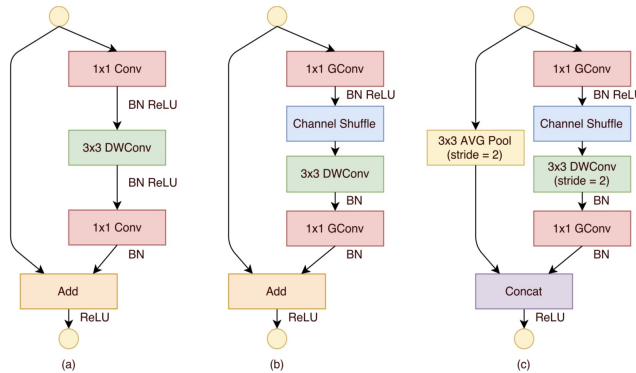 1x1 Conv
BN ReLU
3x3 DWConv
BN ReLU
1x1 Conv
BN
Add
ReLU
(a)
1x1 GConv
BN ReLU
Channel Shuffle
3x3 DWConv
BN
1x1 GConv
BN
Add
ReLU
(b)
3x3 AVG Pool
(stride = 2)
1x1 GConv
BN ReLU
Channel Shuffle
3x3 DWConv
(stride = 2)
BN
1x1 GConv
BN
Concat
ReLU
(c)